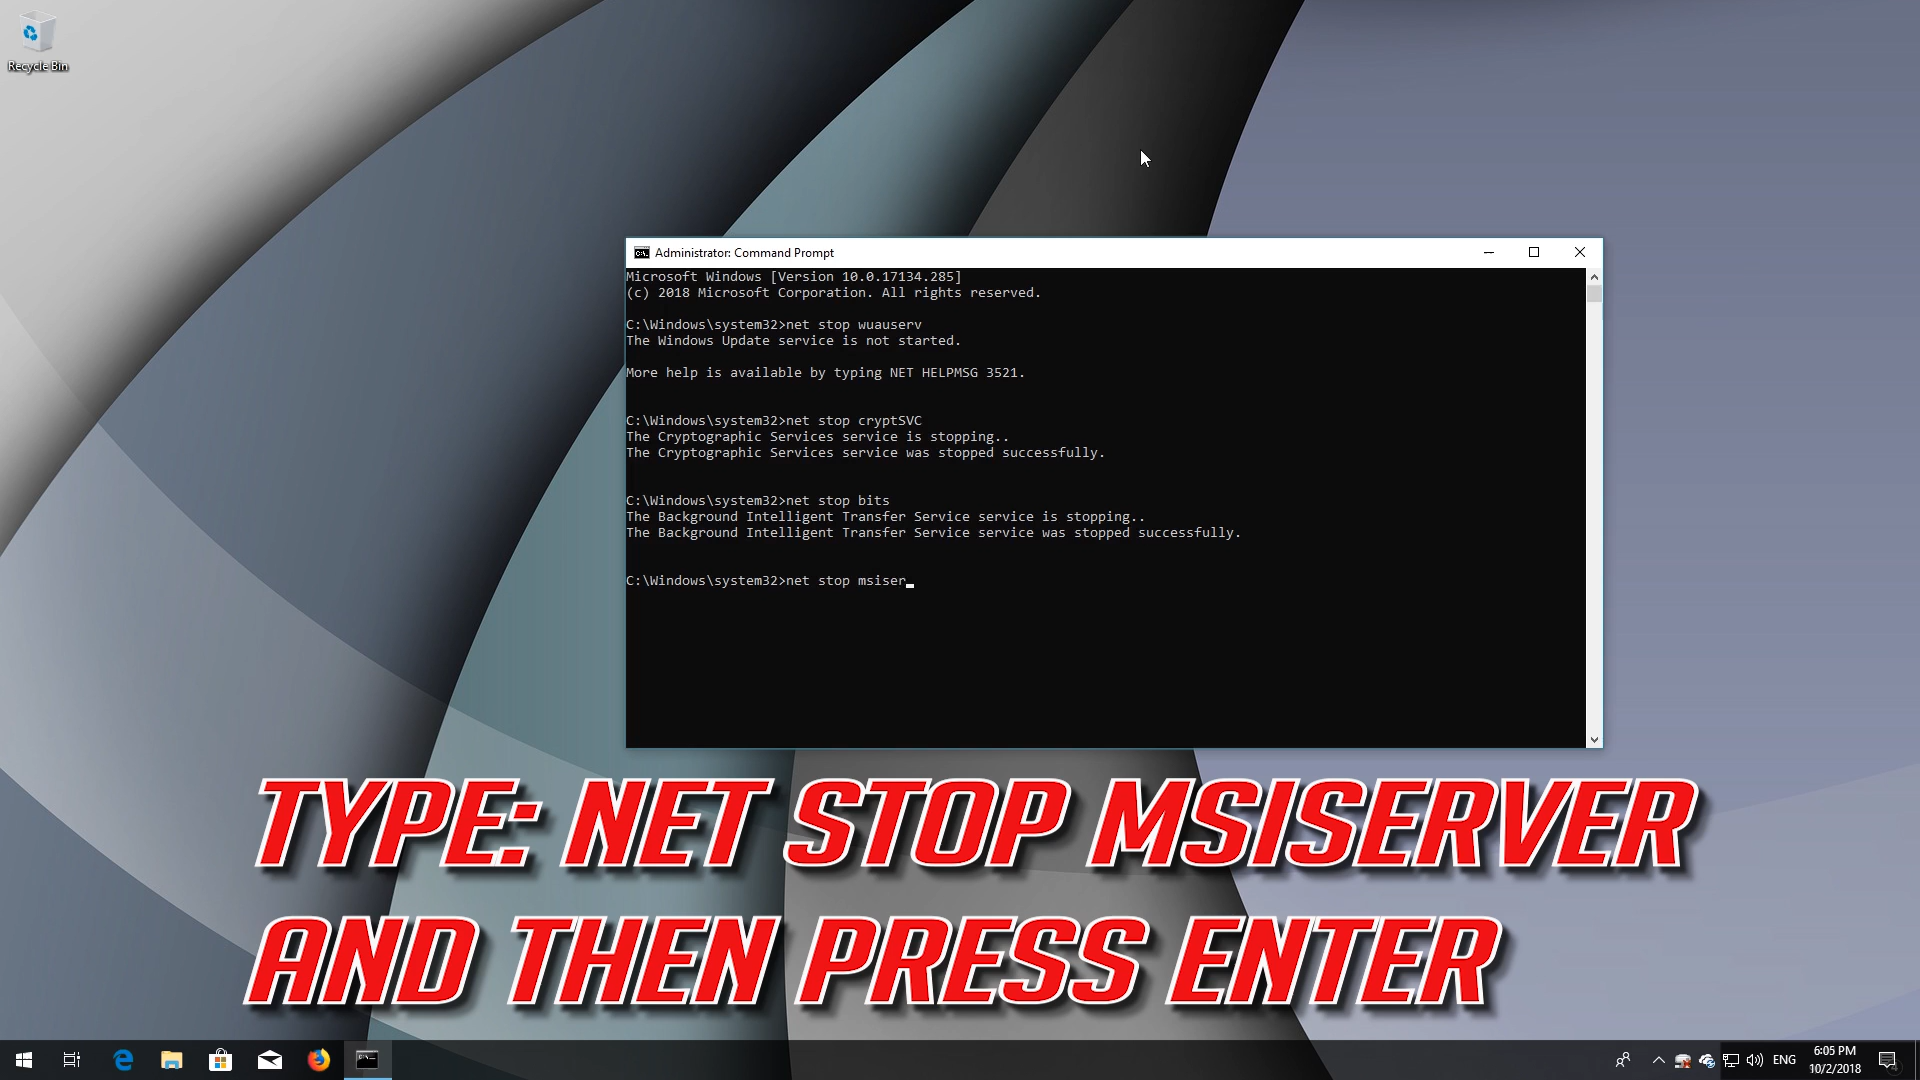 Recycle Bin
Administrator: Command Prompt
Microsoft Windows [Version 10.0.17134.285]
(c) 2018 Microsoft Corporation. All rights reserved.
C:\Windows\system32>net stop wuauserv
The Windows Update service is not started.
More help is available by typing NET HELPMSG 3521.
C:\Windows\system32>net stop cryptSVC
The Cryptographic Services service is stopping..
The Cryptographic Services service was stopped successfully.
C:\Windows\system32>net stop bits
The Background Intelligent Transfer Service service is stopping..
The Background Intelligent Transfer Service service was stopped successfully.
C:\Windows\system32>net stop msiser
TYPE: NET STOP MSISERVER
AND THEN PRESS ENTER
ENG
6:05 PM
10/2/2018